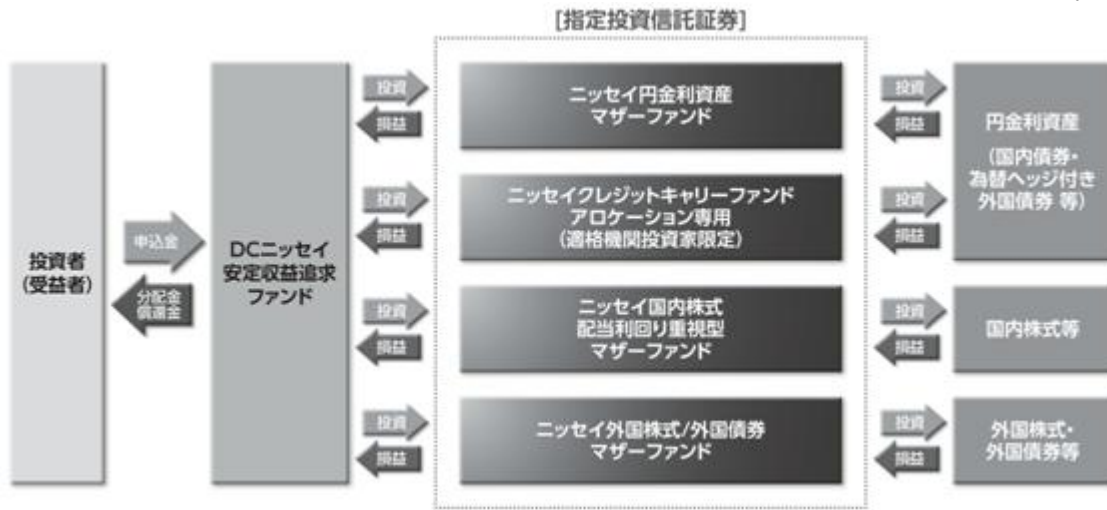 [指定投資信託証券]
投資者
(受益者)
申込金
分配金
償還金
DCニッセイ
安定収益追求
ファンド
投資
損益
ニッセイ円金利資産
マザーファンド
投資
損益
投資
損益
ニッセイクレジットキャリーファンド
アロケーション専用
(適格機関投資家限定)
投資
損益
円金利資産
(国内債券・
為替ヘッジ付き
外国債券 等)
投資
損益
ニッセイ国内株式
配当利回り重視型
マザーファンド
投資
損益
国内株式等
投資
損益
ニッセイ外国株式/外国債券
マザーファンド
投資
損益
外国株式・
外国債券等